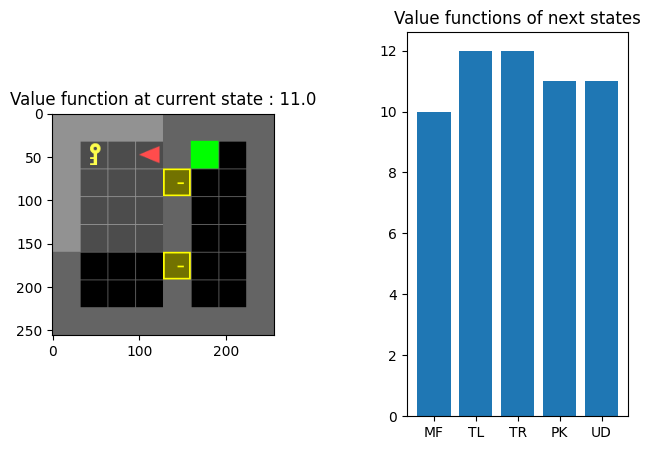 Value functions of next states
Value function at current state : 11.0
0
50
100
150
200
250
0
100
200
12
10
8
6
4
2
0
MF
TL
TR
PK
UD